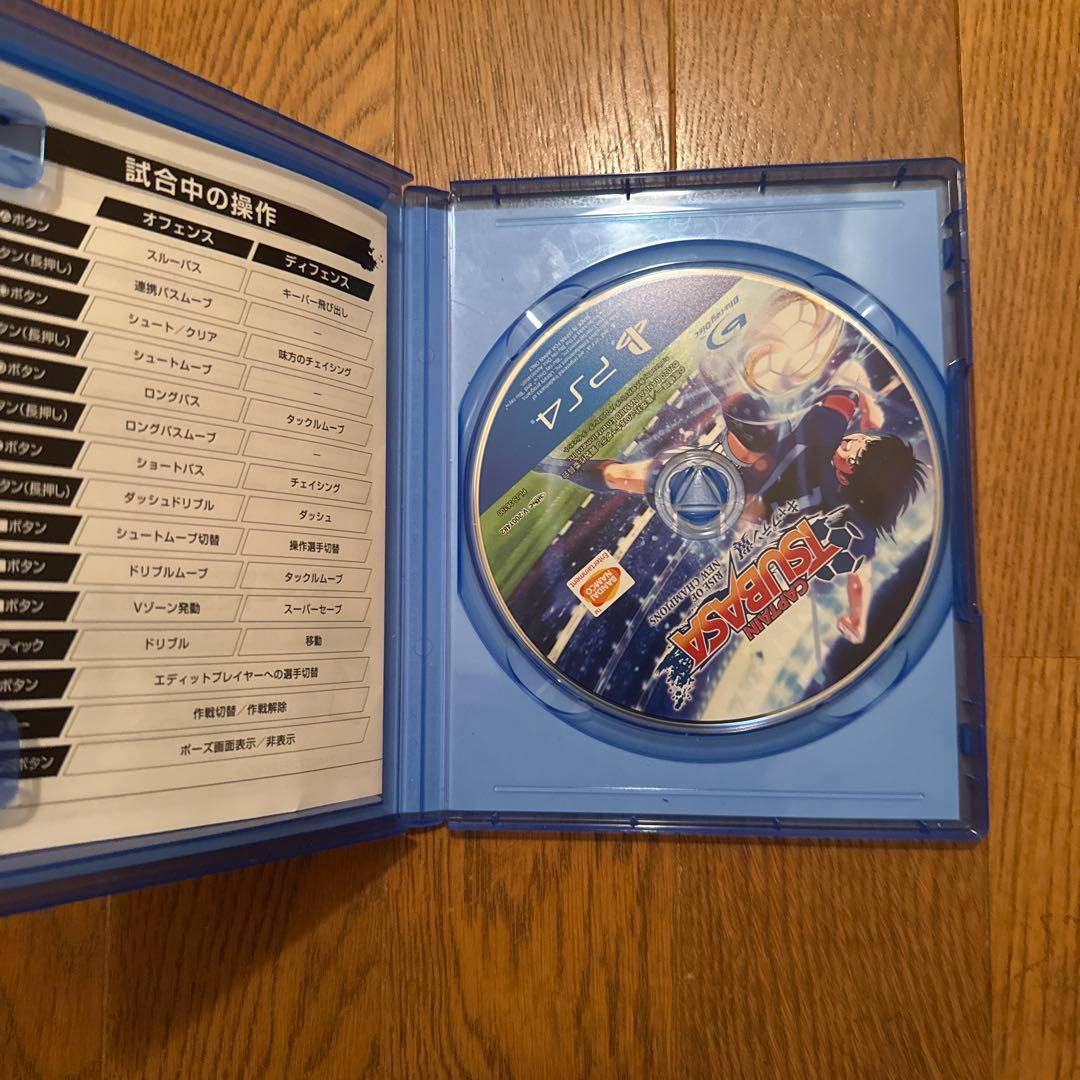 試合中の操作
オフェンス ディフェンス
ボタン スルーパス キーパー飛び出し
タン(長押し) 連携パスムーブ –
ボタン シュート／クリア 味方のチェイシング
タン(長押し) シュートムーブ –
ボタン ロングパス タックルムーブ
タン(長押し) ロングパスムーブ –
ボタン ショートパス チェイシング
タン(長押し) ダッシュドリブル ダッシュ
ボタン シュートムーブ切替 操作選手切替
ボタン ドリブルムーブ タックルムーブ
ボタン Vゾーン発動 スーパーセーブ
ティック ドリブル 移動
ボタン エディットプレイヤーへの選手切替
作戦切替／作戦解除
ボタン ポーズ画面表示／非表示
PS4
Blu-ray Disc
BANDAI
NAMCO
Entertainment
キャプテン翼
CAPTAIN
TSUBASA
RISE OF
NEW CHAMPIONS